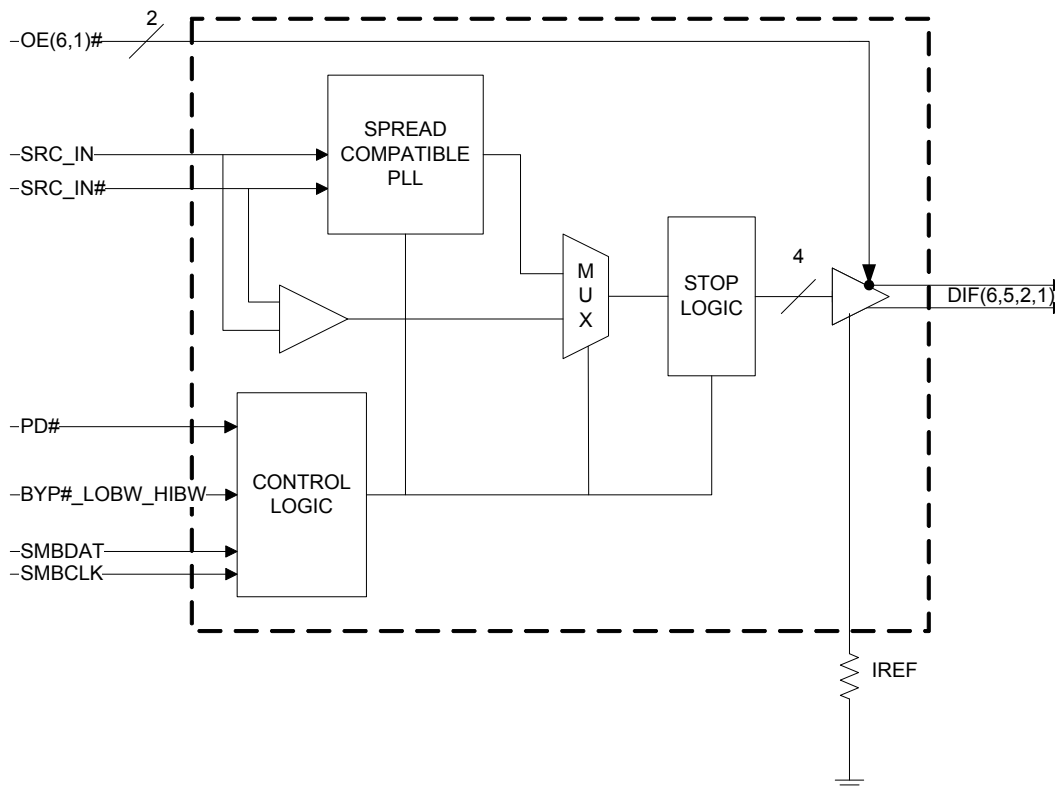 2
OE(6,1)#
SPREAD
COMPATIBLE
PLL
SRC_IN
SRC_IN#
M
U
X
STOP
LOGIC
4
DIF(6,5,2,1)
PD#
BYP#_LOBW_HIBW
CONTROL
LOGIC
SMBDAT
SMBCLK
IREF